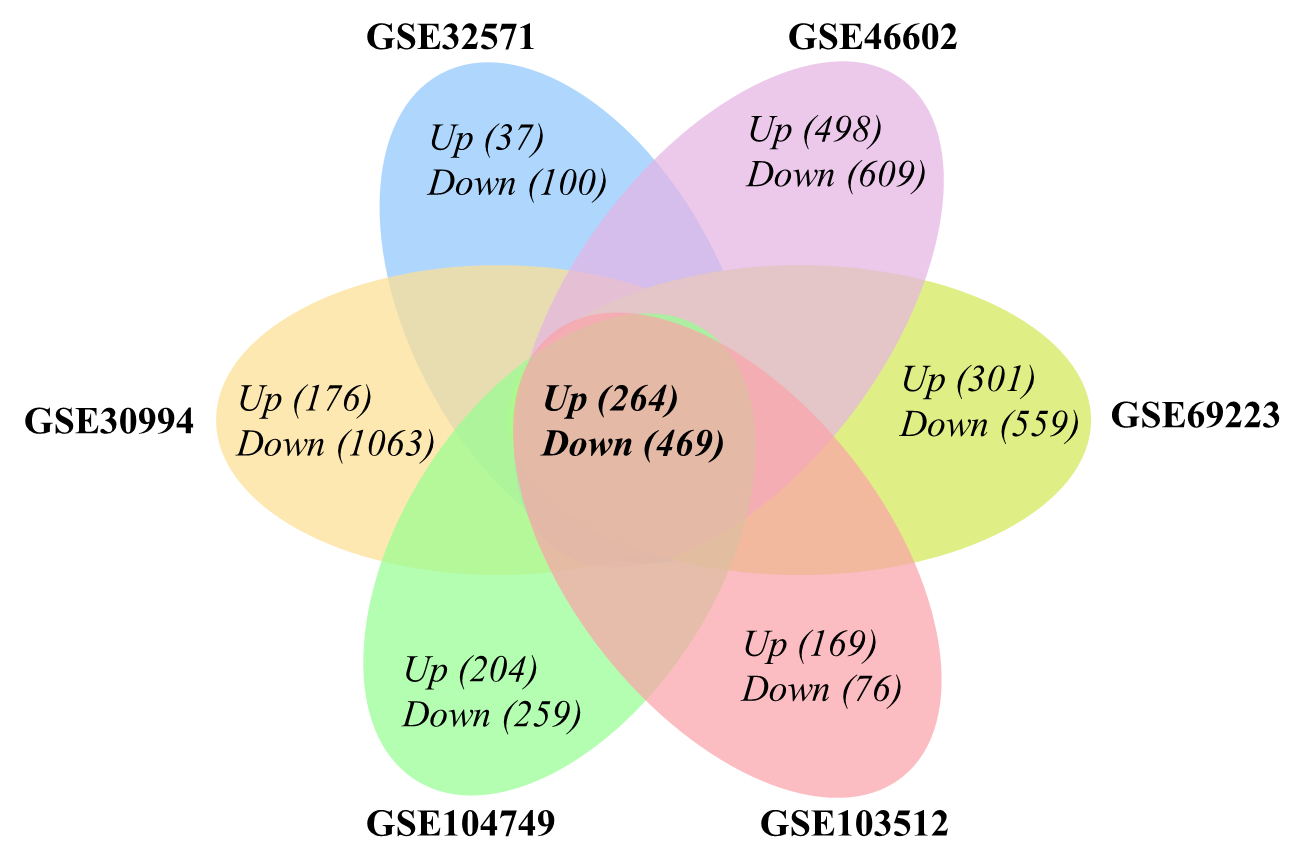 GSE32571
GSE46602
Up (37)
Down (100)
Up (498)
Down (609)
GSE30994
Up (176)
Down (1063)
Up (264)
Down (469)
Up (301)
Down (559)
GSE69223
Up (204)
Down (259)
Up (169)
Down (76)
GSE104749
GSE103512